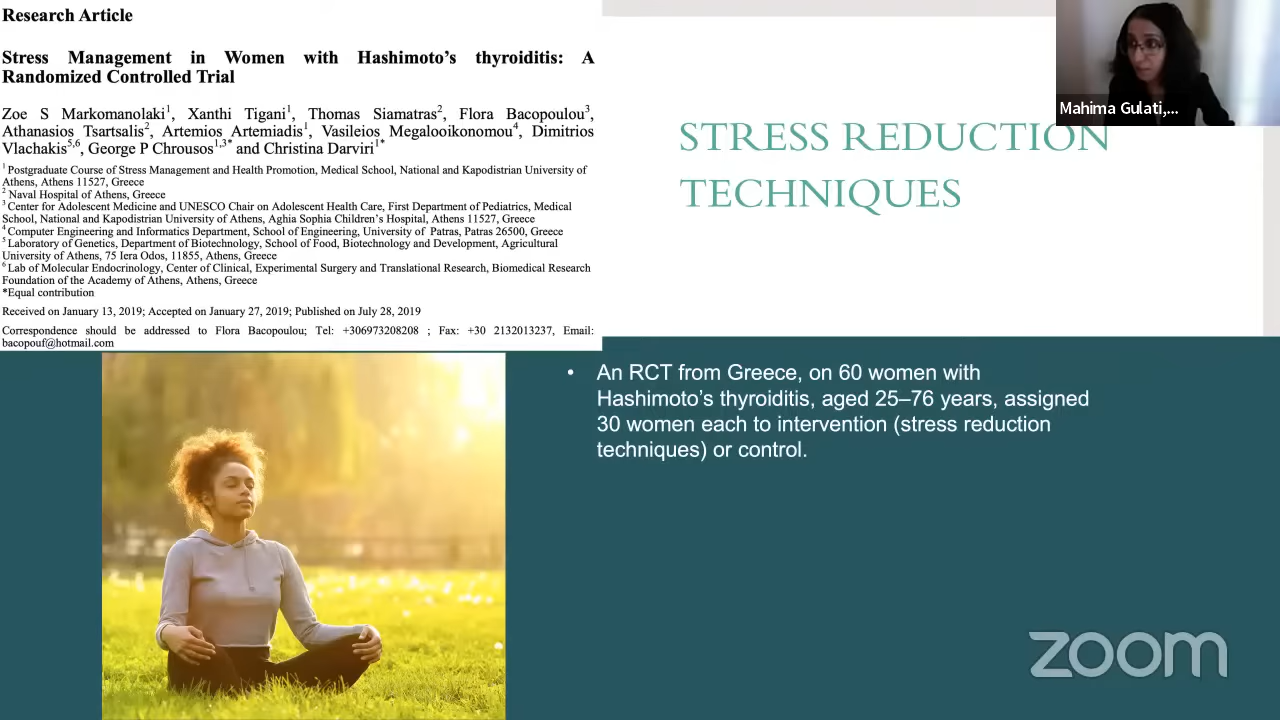 Research Article
Stress Management in Women with Hashimoto's thyroiditis: A
Randomized Controlled Trial
Zoe S Markomanolaki1, Xanthi Tigani1, Thomas Siamatras2, Flora Bacopoulou3,
Athanasios Tsartsalis2, Artemios Artemiadis1, Vasileios Megalooikonomou4, Dimitrios
Vlachakis5,6, George P Chrousos1,3* and Christina Darviri1*
1 Postgraduate Course of Stress Management and Health Promotion, Medical School, National and Kapodistrian University of
Athens, Athens 11527, Greece
2 Naval Hospital of Athens, Greece
3 Center for Adolescent Medicine and UNESCO Chair on Adolescent Health Care, First Department of Pediatrics, Medical
School, National and Kapodistrian University of Athens, Aghia Sophia Children's Hospital, Athens 11527, Greece
4 Computer Engineering and Informatics Department, School of Engineering, University of Patras, Patras 26500, Greece
5 Laboratory of Genetics, Department of Biotechnology, School of Food, Biotechnology and Development, Agricultural
University of Athens, 75 Iera Odos, 11855, Athens, Greece
6 Lab of Molecular Endocrinology, Center of Clinical, Experimental Surgery and Translational Research, Biomedical Research
Foundation of the Academy of Athens, Athens, Greece
*Equal contribution
Received on January 13, 2019; Accepted on January 27, 2019; Published on July 28, 2019
Correspondence should be addressed to Flora Bacopoulou; Tel: +306973208208 ; Fax: +30 2132013237, Email:
bacopouf@hotmail.com
Mahima Gulati,...
STRESS REDUCTION
TECHNIQUES
• An RCT from Greece, on 60 women with
Hashimoto's thyroiditis, aged 25–76 years, assigned
30 women each to intervention (stress reduction
techniques) or control.
zoom